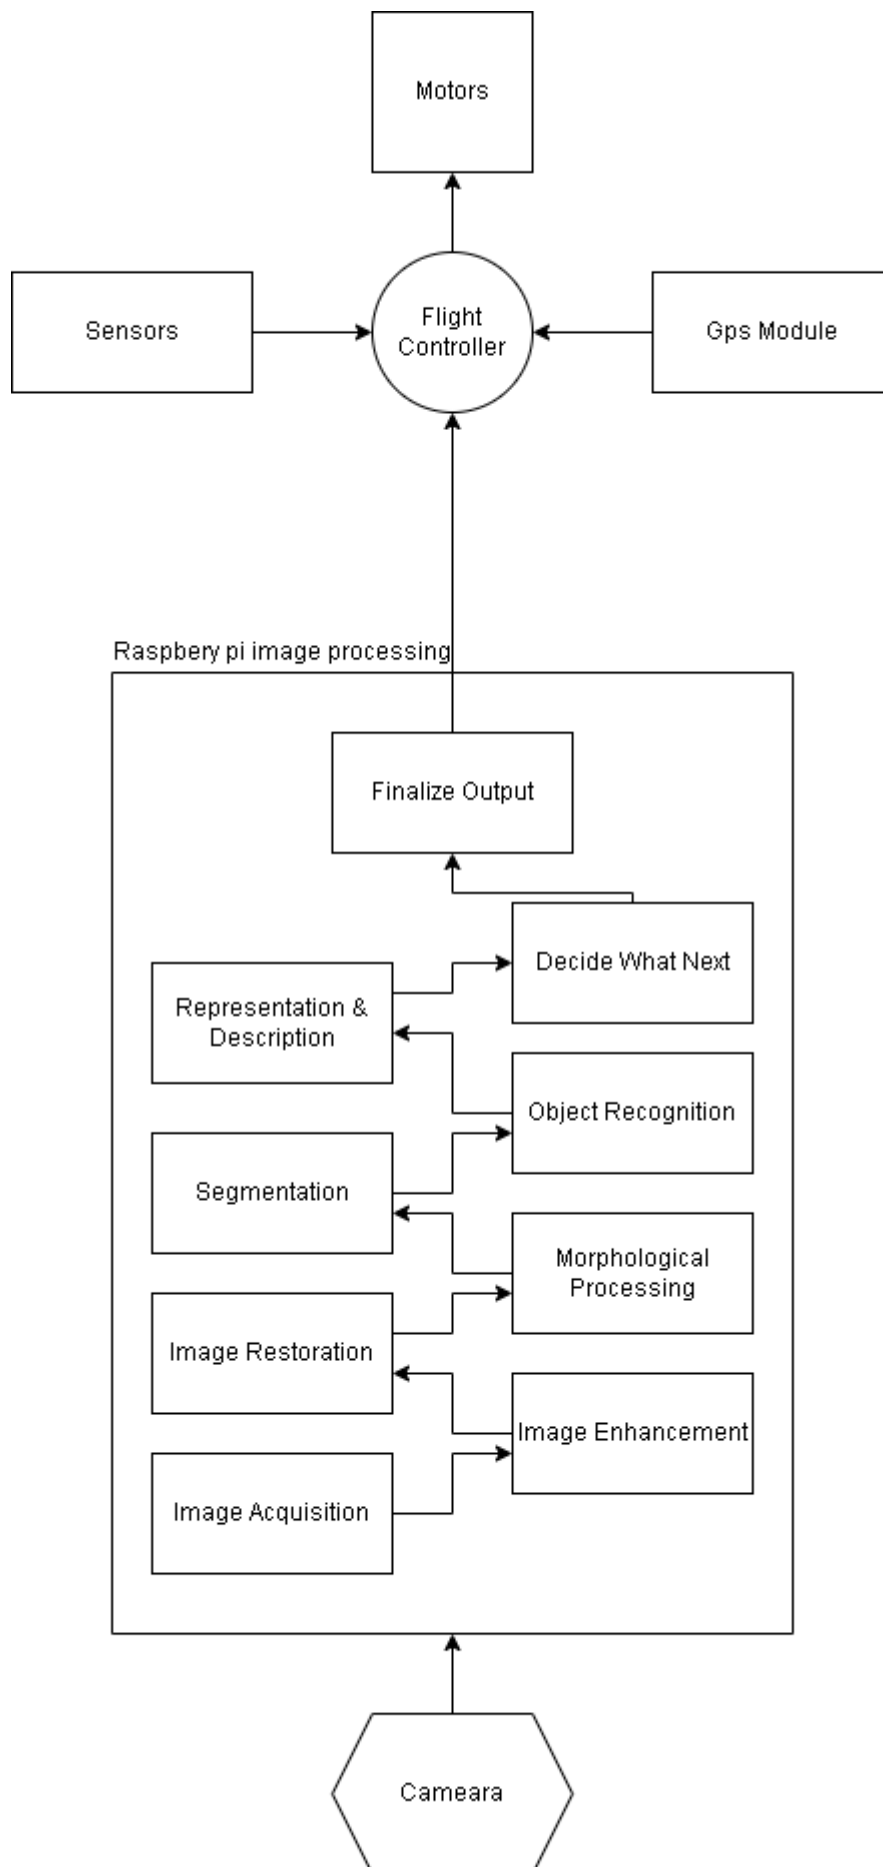 Motors
Sensors
Flight
Controller
Gps Module
Raspbery pi image processing
Finalize Output
Decide What Next
Representation &
Description
Object Recognition
Segmentation
Morphological
Processing
Image Restoration
Image Enhancement
Image Acquisition
Cameara